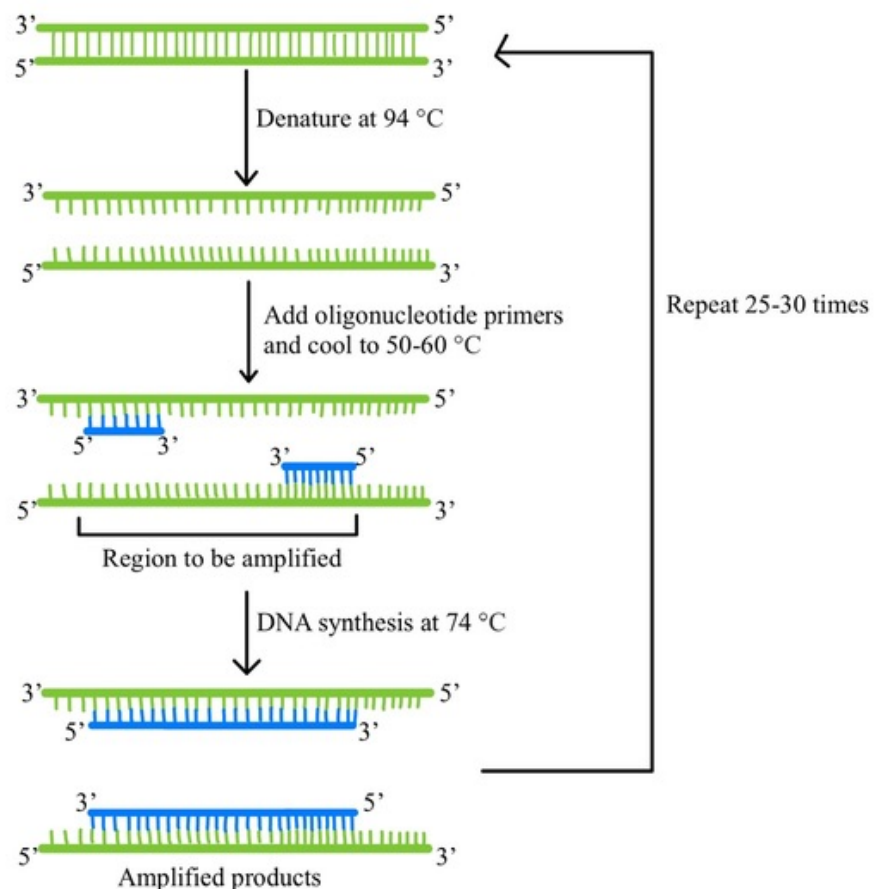 3’ 5’
5’ 3’
Denature at 94 °C
3’ 5’
5’ 3’
Add oligonucleotide primers
and cool to 50-60 °C
Repeat 25-30 times
3’ 5’
5’ 3’
3’ 5’
5’ 3’
Region to be amplified
DNA synthesis at 74 °C
3’ 5’
5’ 3’
3’ 5’
5’ 3’
Amplified products